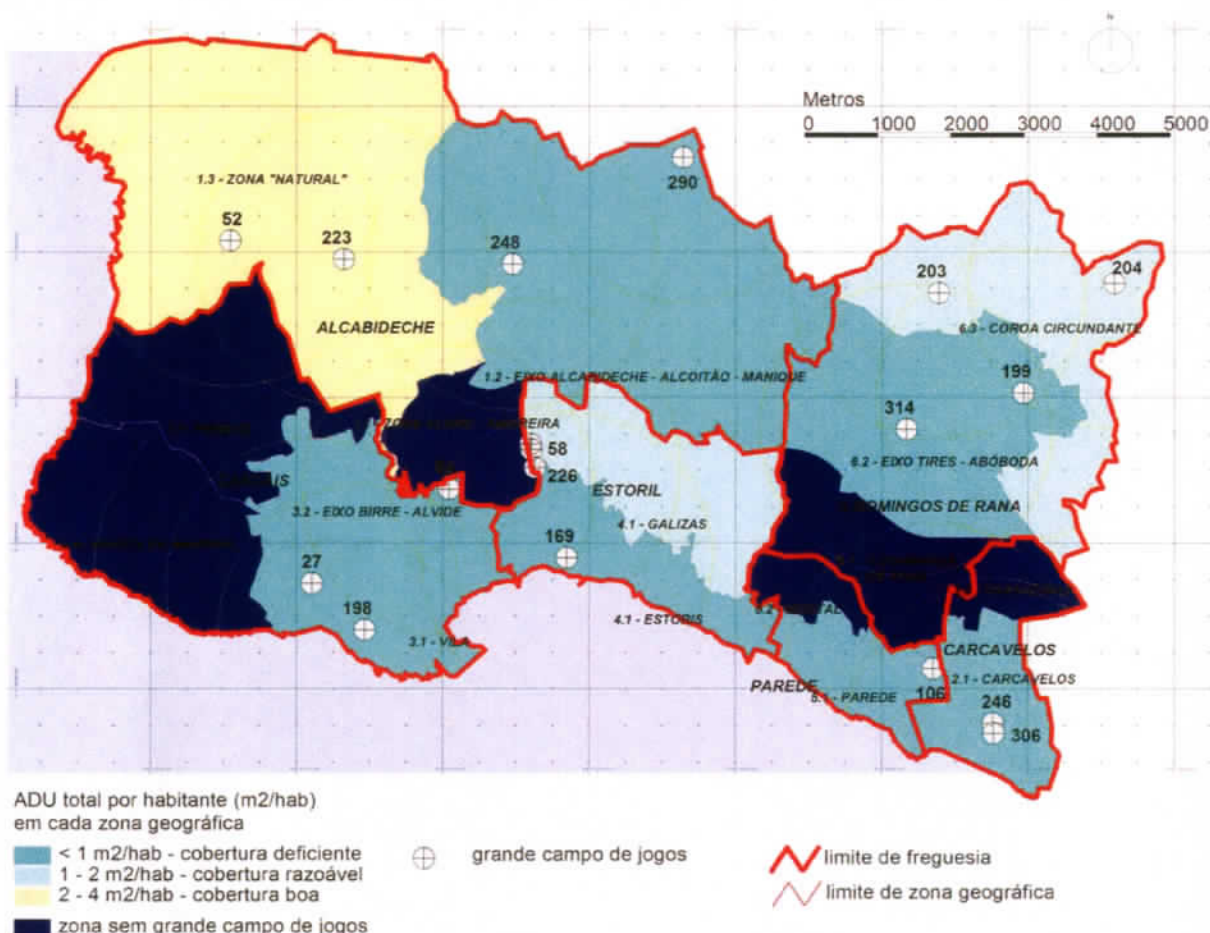 N
Metros
0 1000 2000 3000 4000 5000
290
1.3 - ZONA "NATURAL"
52
223
248
203
204
ALCABIDECHE
6.3 - COROA CIRCUNDANTE
1.2 - EIXO ALCABIDECHE - ALCOITÃO - MANIQUE
199
314
58
226
6.2 - EIXO TIRES - ABÓBODA
ESTORIL
DOMINGOS DE RANA
3.2 - EIXO BIRRE - ALVIDE
4.1 - GALIZAS
169
27
198
4.1 - ESTORIS
3.1 - VILA
CARCAVELOS
2.1 - CARCAVELOS
PAREDE
5.1 - PAREDE
106
246
306
ADU total por habitante (m2/hab)
em cada zona geográfica
< 1 m2/hab - cobertura deficiente
1 - 2 m2/hab - cobertura razoável
2 - 4 m2/hab - cobertura boa
zona sem grande campo de jogos
grande campo de jogos
limite de freguesia
limite de zona geográfica